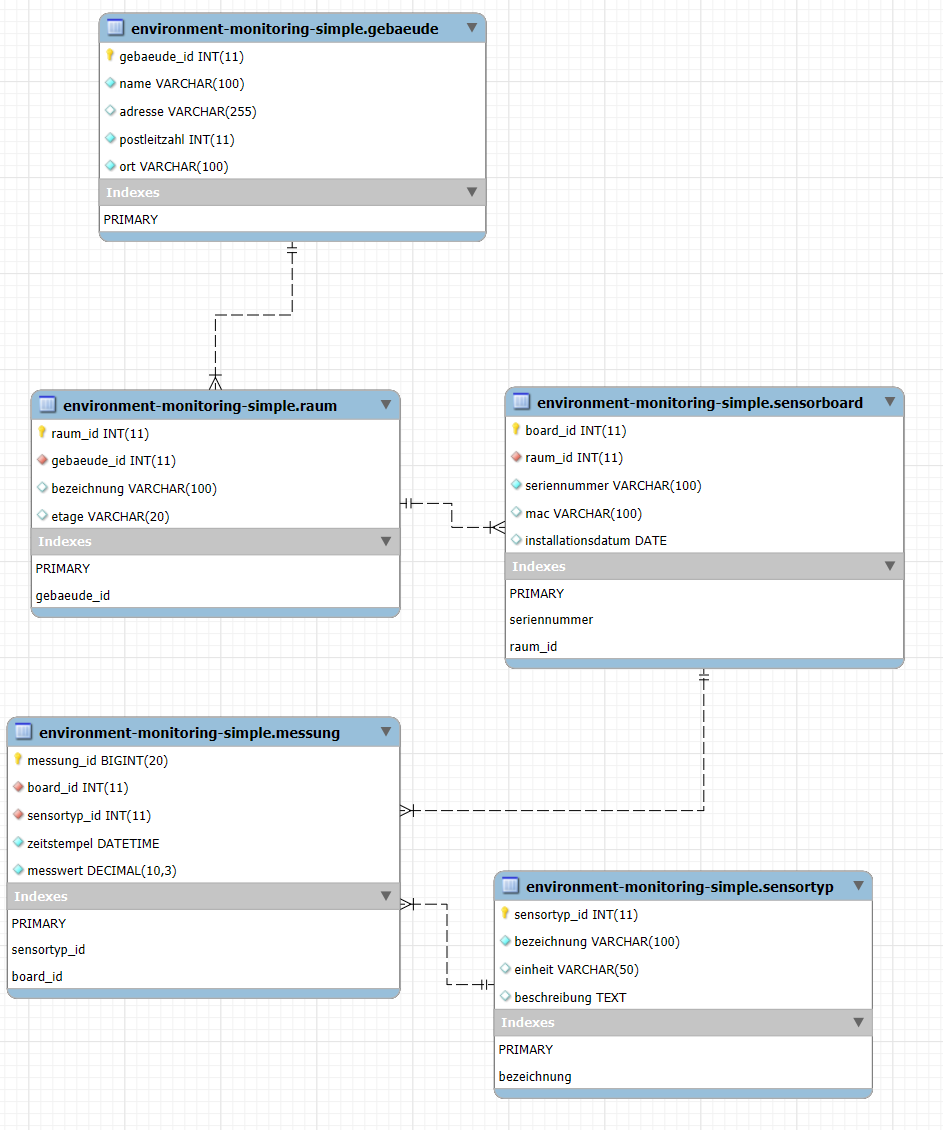 environment-monitoring-simple.gebaeude
gebaeude_id INT(11)
name VARCHAR(100)
adresse VARCHAR(255)
postleitzahl INT(11)
ort VARCHAR(100)
Indexes
PRIMARY
environment-monitoring-simple.raum
raum_id INT(11)
gebaeude_id INT(11)
bezeichnung VARCHAR(100)
etage VARCHAR(20)
Indexes
PRIMARY
gebaeude_id
environment-monitoring-simple.sensorboard
board_id INT(11)
raum_id INT(11)
seriennummer VARCHAR(100)
mac VARCHAR(100)
installationsdatum DATE
Indexes
PRIMARY
seriennummer
raum_id
environment-monitoring-simple.messung
messung_id BIGINT(20)
board_id INT(11)
sensortyp_id INT(11)
zeitstempel DATETIME
messwert DECIMAL(10,3)
Indexes
PRIMARY
sensortyp_id
board_id
environment-monitoring-simple.sensortyp
sensortyp_id INT(11)
bezeichnung VARCHAR(100)
einheit VARCHAR(50)
beschreibung TEXT
Indexes
PRIMARY
bezeichnung